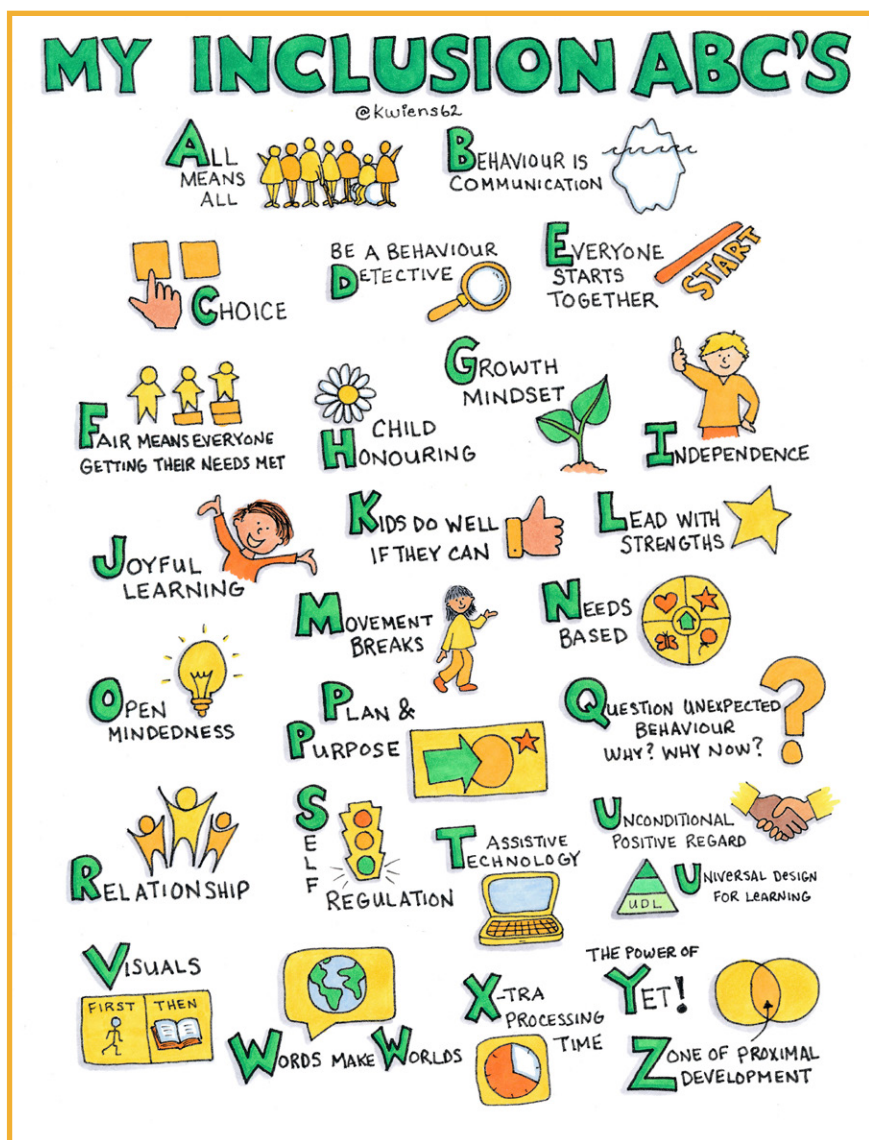 MY INCLUSION ABC'S
@kwiens62
ALL
MEANS
ALL
BEHAVIOUR IS
COMMUNICATION
CHOICE
BE A BEHAVIOUR
DETECTIVE
EVERYONE
STARTS
TOGETHER
START
FAIR MEANS EVERYONE
GETTING THEIR NEEDS MET
CHILD
HONOURING
GROWTH
MINDSET
INDEPENDENCE
JOYFUL
LEARNING
KIDS DO WELL
IF THEY CAN
LEAD WITH
STRENGTHS
MOVEMENT
BREAKS
NEEDS
BASED
OPEN
MINDEDNESS
PLAN &
PURPOSE
QUESTION UNEXPECTED
BEHAVIOUR
WHY? WHY NOW?
?
RELATIONSHIP
SELF
REGULATION
ASSISTIVE
TECHNOLOGY
UNCONDITIONAL
POSITIVE REGARD
UDL
UNIVERSAL DESIGN
FOR LEARNING
VISUALS
FIRST THEN
WORDS MAKE WORLDS
X-TRA
PROCESSING
TIME
THE POWER OF
YET!
ZONE OF PROXIMAL
DEVELOPMENT